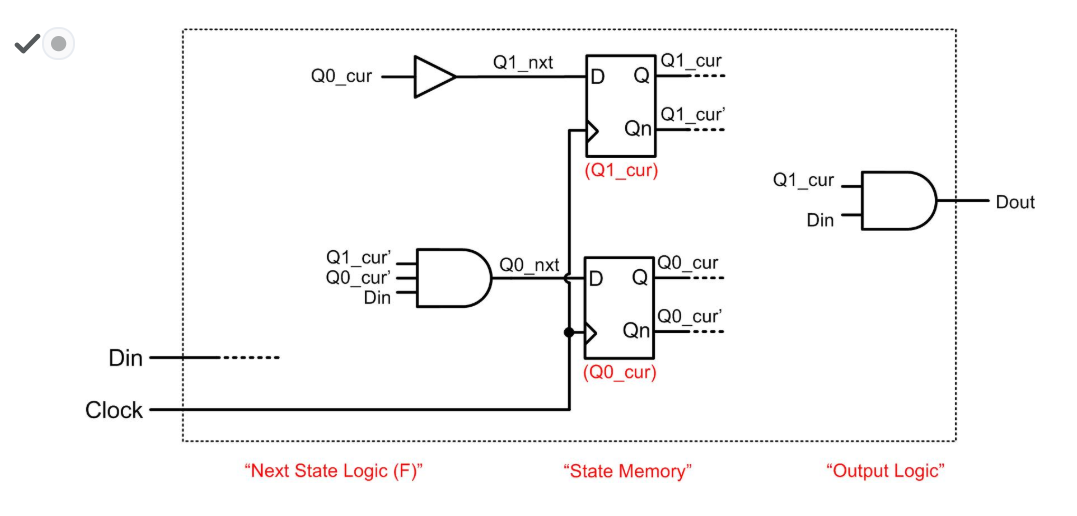 Q0_cur
Q1_nxt
D
Q
Q1_cur
Qn
Q1_cur'
(Q1_cur)
Q1_cur
Din
Dout
Q1_cur'
Q0_cur'
Din
Q0_nxt
D
Q
Q0_cur
Qn
Q0_cur'
(Q0_cur)
Din
Clock
“Next State Logic (F)”
“State Memory”
“Output Logic”